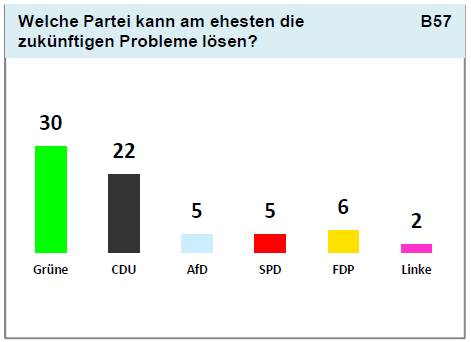 Welche Partei kann am ehesten die B57
zukünftigen Probleme lösen?
30
22
5
5
6
2
Grüne CDU AfD SPD FDP Linke